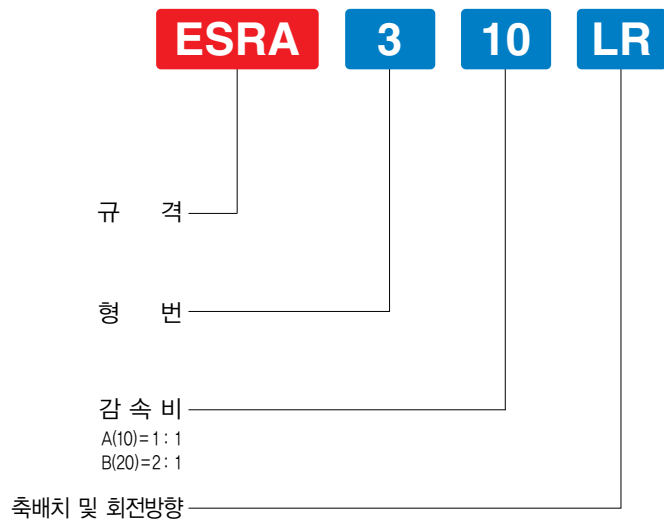 ESRA 3 10 LR
규 격
형 번
감 속 비
A(10)=1 : 1
B(20)=2 : 1
축배치 및 회전방향